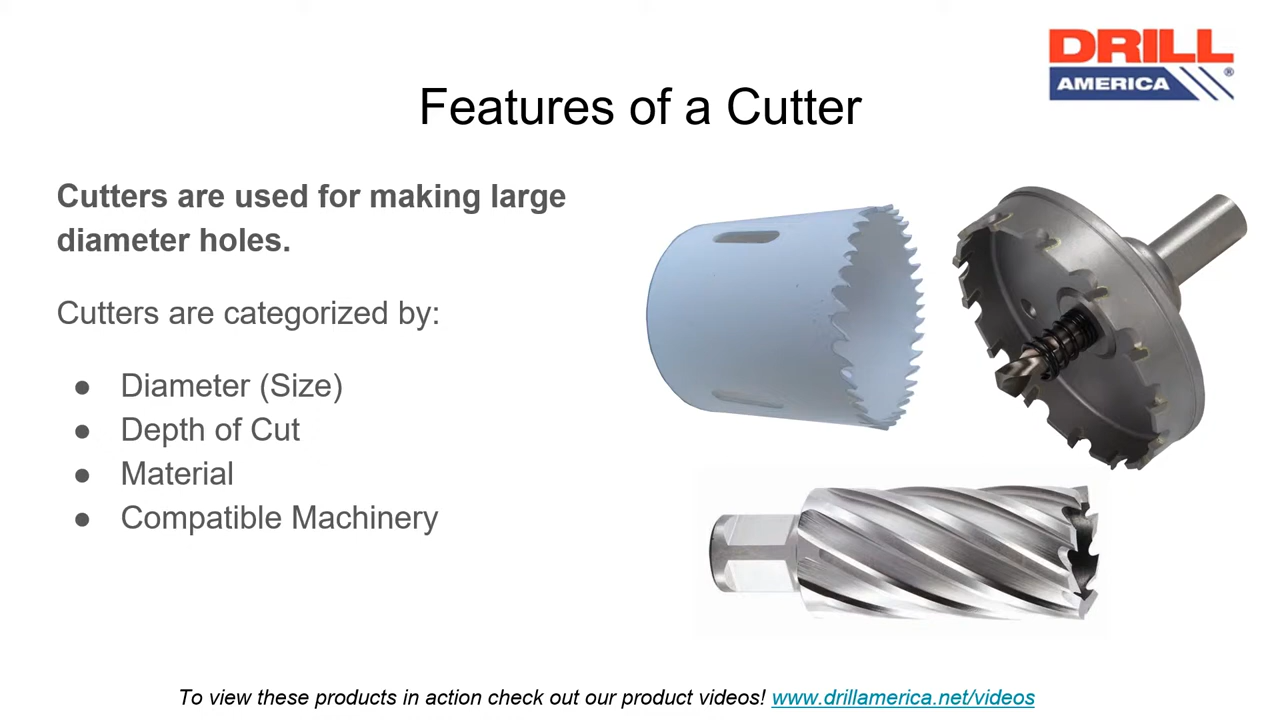 DRILL
AMERICA ®
Features of a Cutter
Cutters are used for making large
diameter holes.
Cutters are categorized by:
● Diameter (Size)
● Depth of Cut
● Material
● Compatible Machinery
To view these products in action check out our product videos! www.drillamerica.net/videos